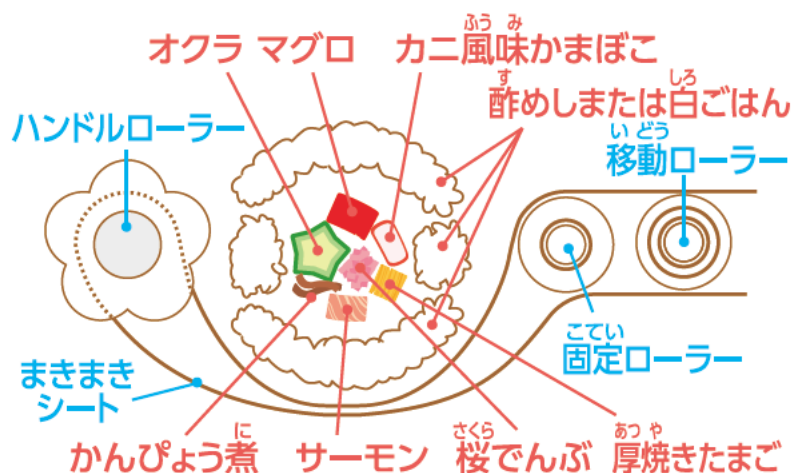 オクラ マグロ カニ風味かまぼこ
ふうみ
酢めしまたは白ごはん
す しろ
ハンドルローラー
移動ローラー
いどう
固定ローラー
こてい
まきまき
シート
かんぴょう煮 サーモン 桜でんぶ 厚焼きたまご
に さくら あつや